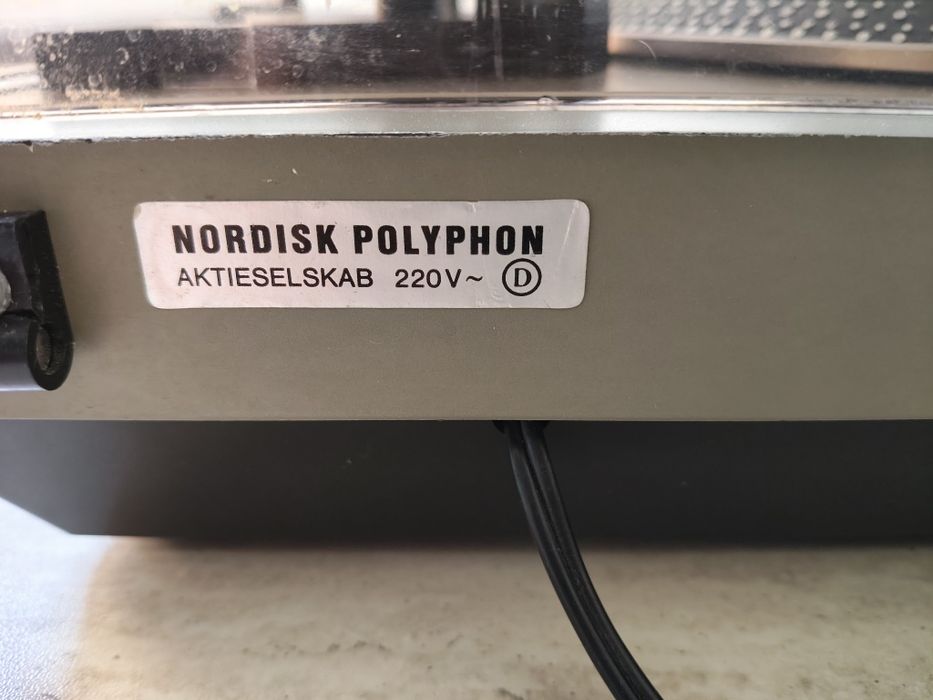 NORDISK POLYPHON
AKTIESELSKAB 220V~ D